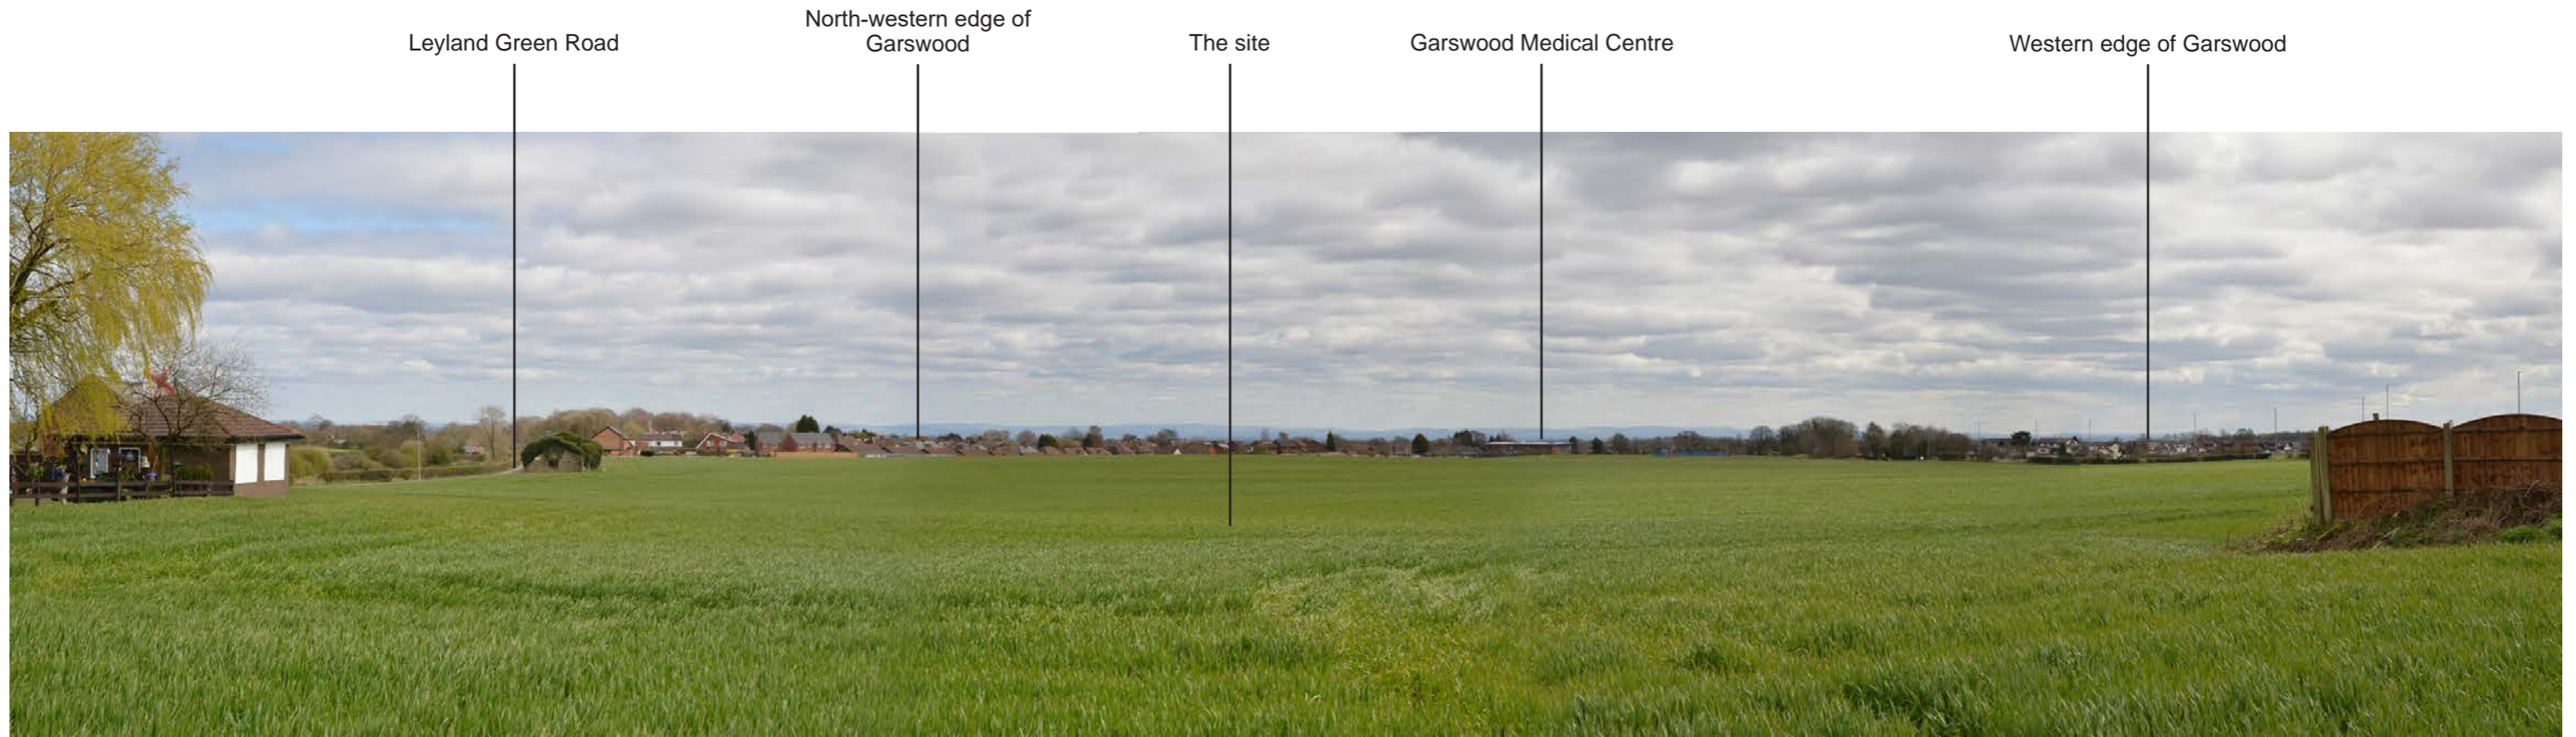 Leyland Green Road
North-western edge of
Garswood
The site
Garswood Medical Centre
Western edge of Garswood